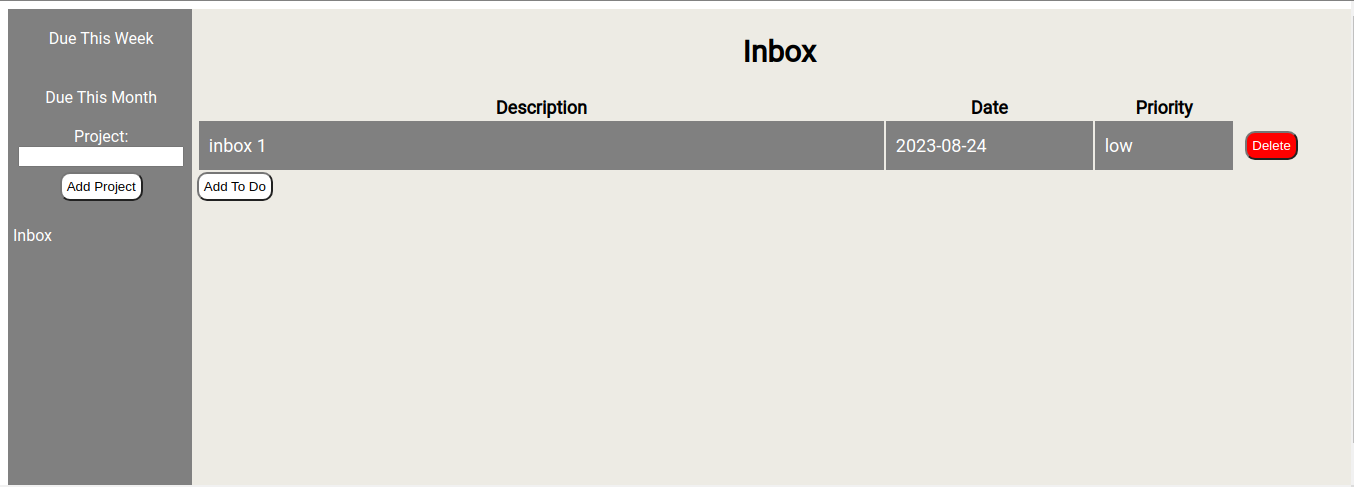 Due This Week
Due This Month
Project:
Add Project
Inbox
Inbox
Description Date Priority
inbox 1 2023-08-24 low Delete
Add To Do